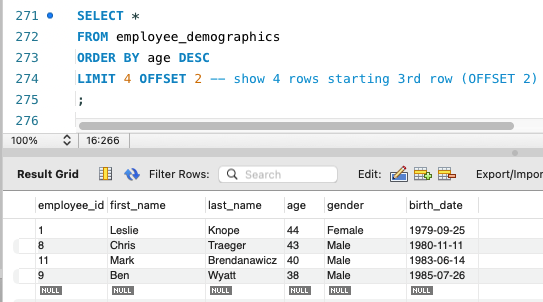 271 SELECT *
272 FROM employee_demographics
273 ORDER BY age DESC
274 LIMIT 4 OFFSET 2 -- show 4 rows starting 3rd row (OFFSET 2)
275 ;
276
100% 16:266
Result Grid Filter Rows: Search Edit: Export/Impor
employee_id first_name last_name age gender birth_date
1 Leslie Knope 44 Female 1979-09-25
8 Chris Traeger 43 Male 1980-11-11
11 Mark Brendanawicz 40 Male 1983-06-14
9 Ben Wyatt 38 Male 1985-07-26
NULL NULL NULL NULL NULL NULL